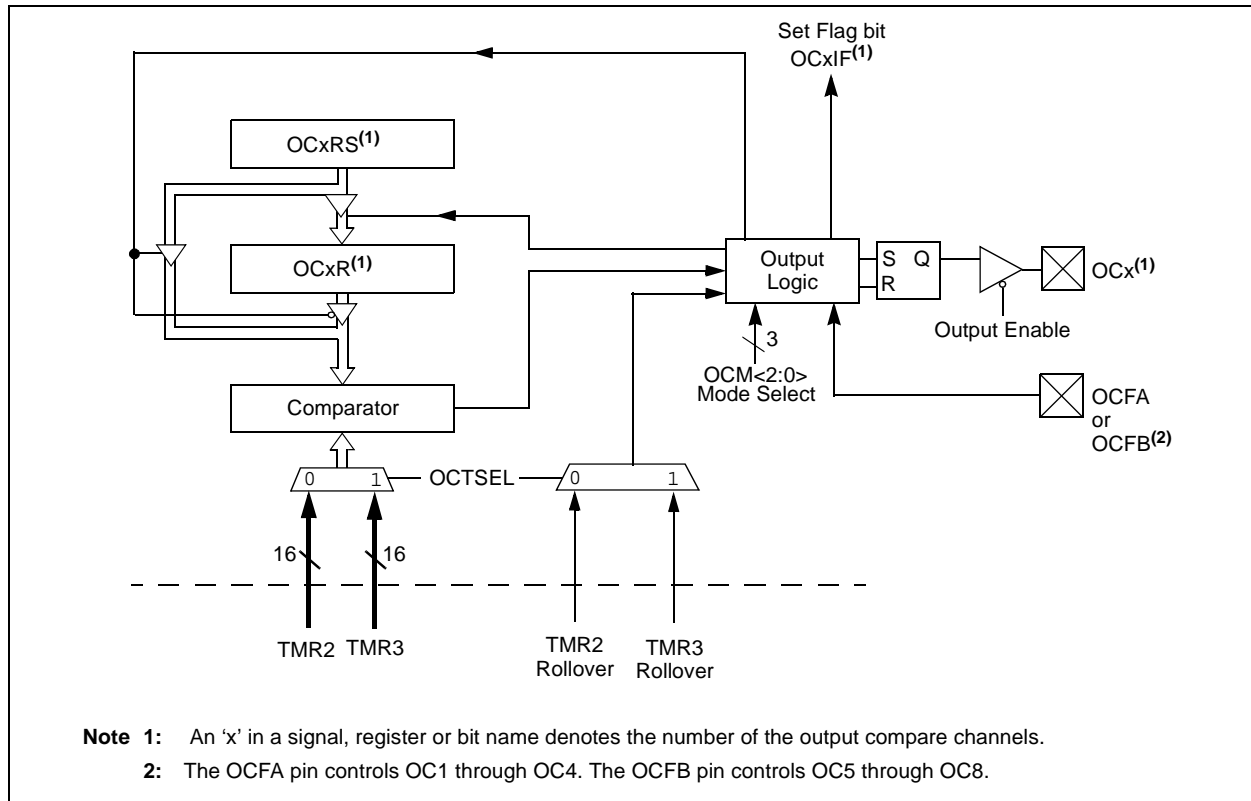 Set Flag bit
OCxIF(1)
OCxRS(1)
OCxR(1)
Output
Logic
S Q
R
OCx(1)
Output Enable
3
OCM<2:0>
Mode Select
Comparator
OCFA
or
OCFB(2)
0 1
OCTSEL
0 1
16
16
TMR2
TMR3
TMR2
Rollover
TMR3
Rollover
Note 1: An ‘x’ in a signal, register or bit name denotes the number of the output compare channels.
2: The OCFA pin controls OC1 through OC4. The OCFB pin controls OC5 through OC8.